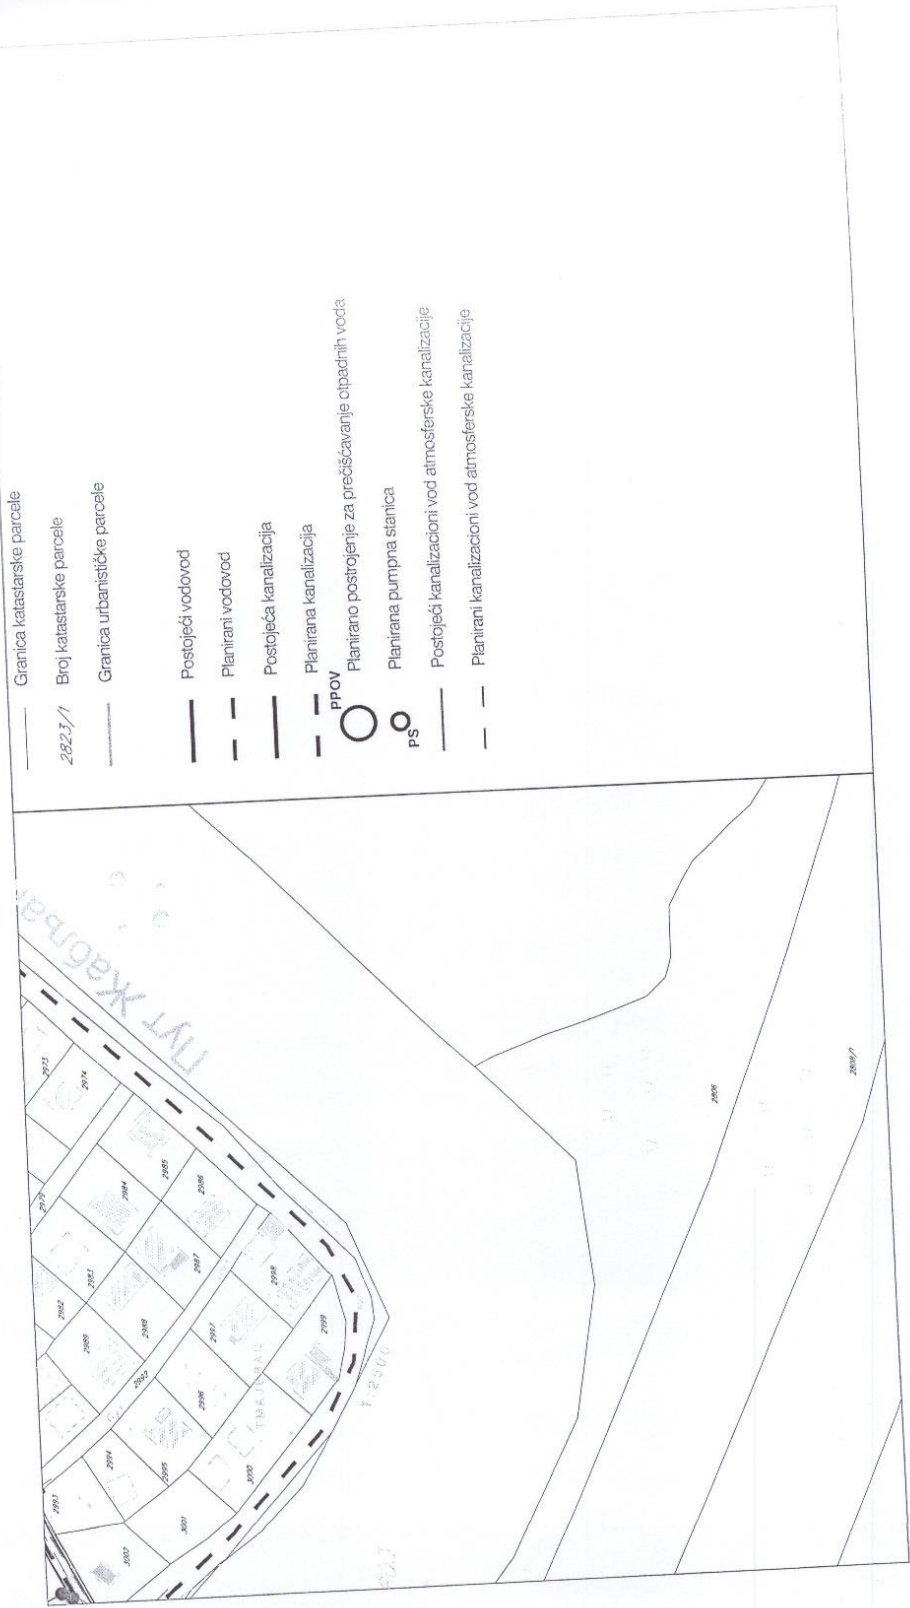 Granica katastarske parcele
2823/1 Broj katastarske parcele
Granica urbanističke parcele
Postojeći vodovod
Planirani vodovod
Postojeća kanalizacija
Planirana kanalizacija
PPOV
Planirano postrojenje za prečišćavanje otpadnih voda
PS
Planirana pumpna stanica
Postojeći kanalizacioni vod atmosferske kanalizacije
Planirani kanalizacioni vod atmosferske kanalizacije
Пут Жабља
2973
2974
2979
2984
2985
2986
2982
2983
2987
2989
2988
2998
2997
2999
2992
2996
2993
2994
2995
3000
3001
3002
1:2500
2806
2808/1